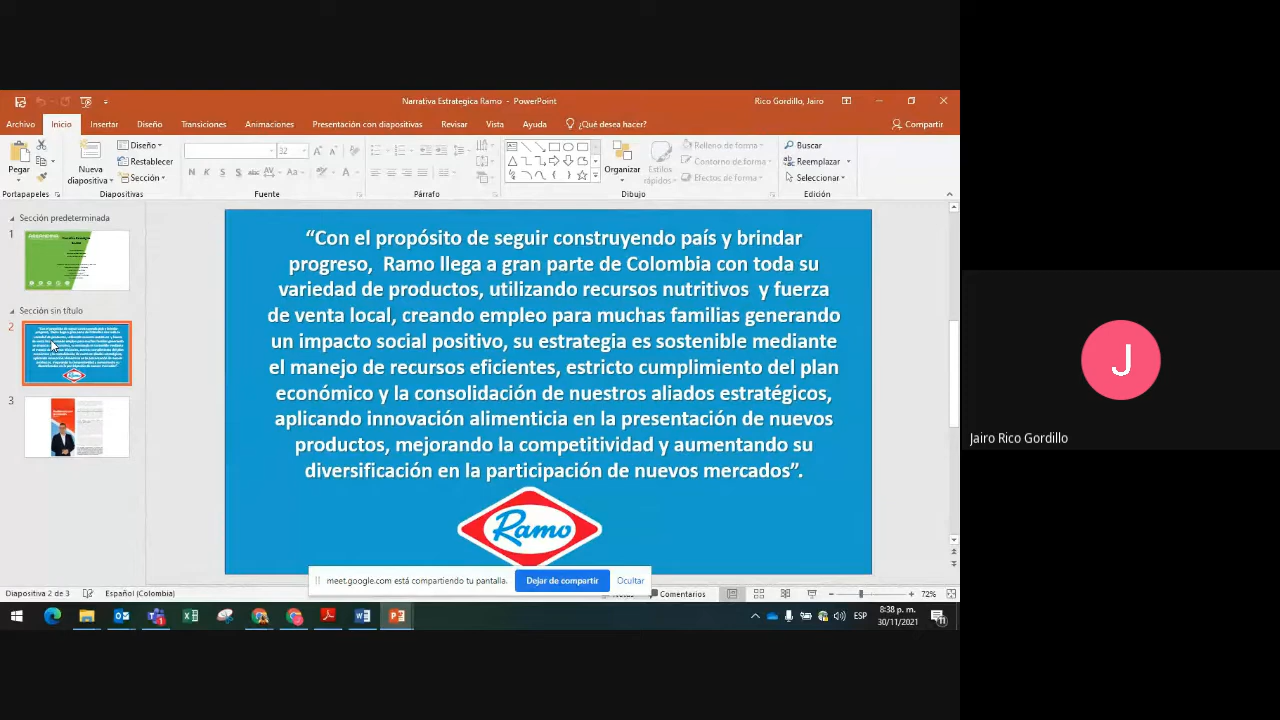 Narrativa Estrategica Ramo - PowerPoint
Rico Gordillo, Jairo
Archivo Inicio Insertar Diseño Transiciones Animaciones Presentación con diapositivas Revisar Vista Ayuda ¿Qué desea hacer? Compartir
Pegar
Nueva diapositiva
Diseño
Restablecer
Sección
32
N K S S abc AV Aa A
Organizar
Estilos rápidos
Relleno de forma
Contorno de forma
Efectos de forma
Buscar
Reemplazar
Seleccionar
Portapapeles Diapositivas Fuente Párrafo Dibujo Edición
Sección predeterminada
1
Sección sin título
2
3
“Con el propósito de seguir construyendo país y brindar
progreso, Ramo llega a gran parte de Colombia con toda su
variedad de productos, utilizando recursos nutritivos y fuerza
de venta local, creando empleo para muchas familias generando
un impacto social positivo, su estrategia es sostenible mediante
el manejo de recursos eficientes, estricto cumplimiento del plan
económico y la consolidación de nuestros aliados estratégicos,
aplicando innovación alimenticia en la presentación de nuevos
productos, mejorando la competitividad y aumentando su
diversificación en la participación de nuevos mercados”.
Ramo
meet.google.com está compartiendo tu pantalla. Dejar de compartir Ocultar
Diapositiva 2 de 3 Español (Colombia) Comentarios 72%
ESP
8:38 p. m.
30/11/2021
11
J
Jairo Rico Gordillo